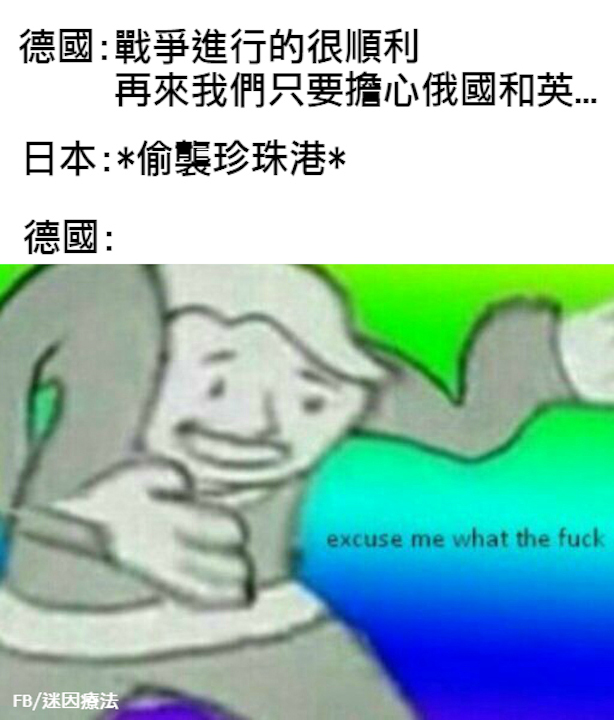 德國:戰爭進行的很順利
再來我們只要擔心俄國和英…
日本:*偷襲珍珠港*
德國:
excuse me what the fuck
FB/迷因療法